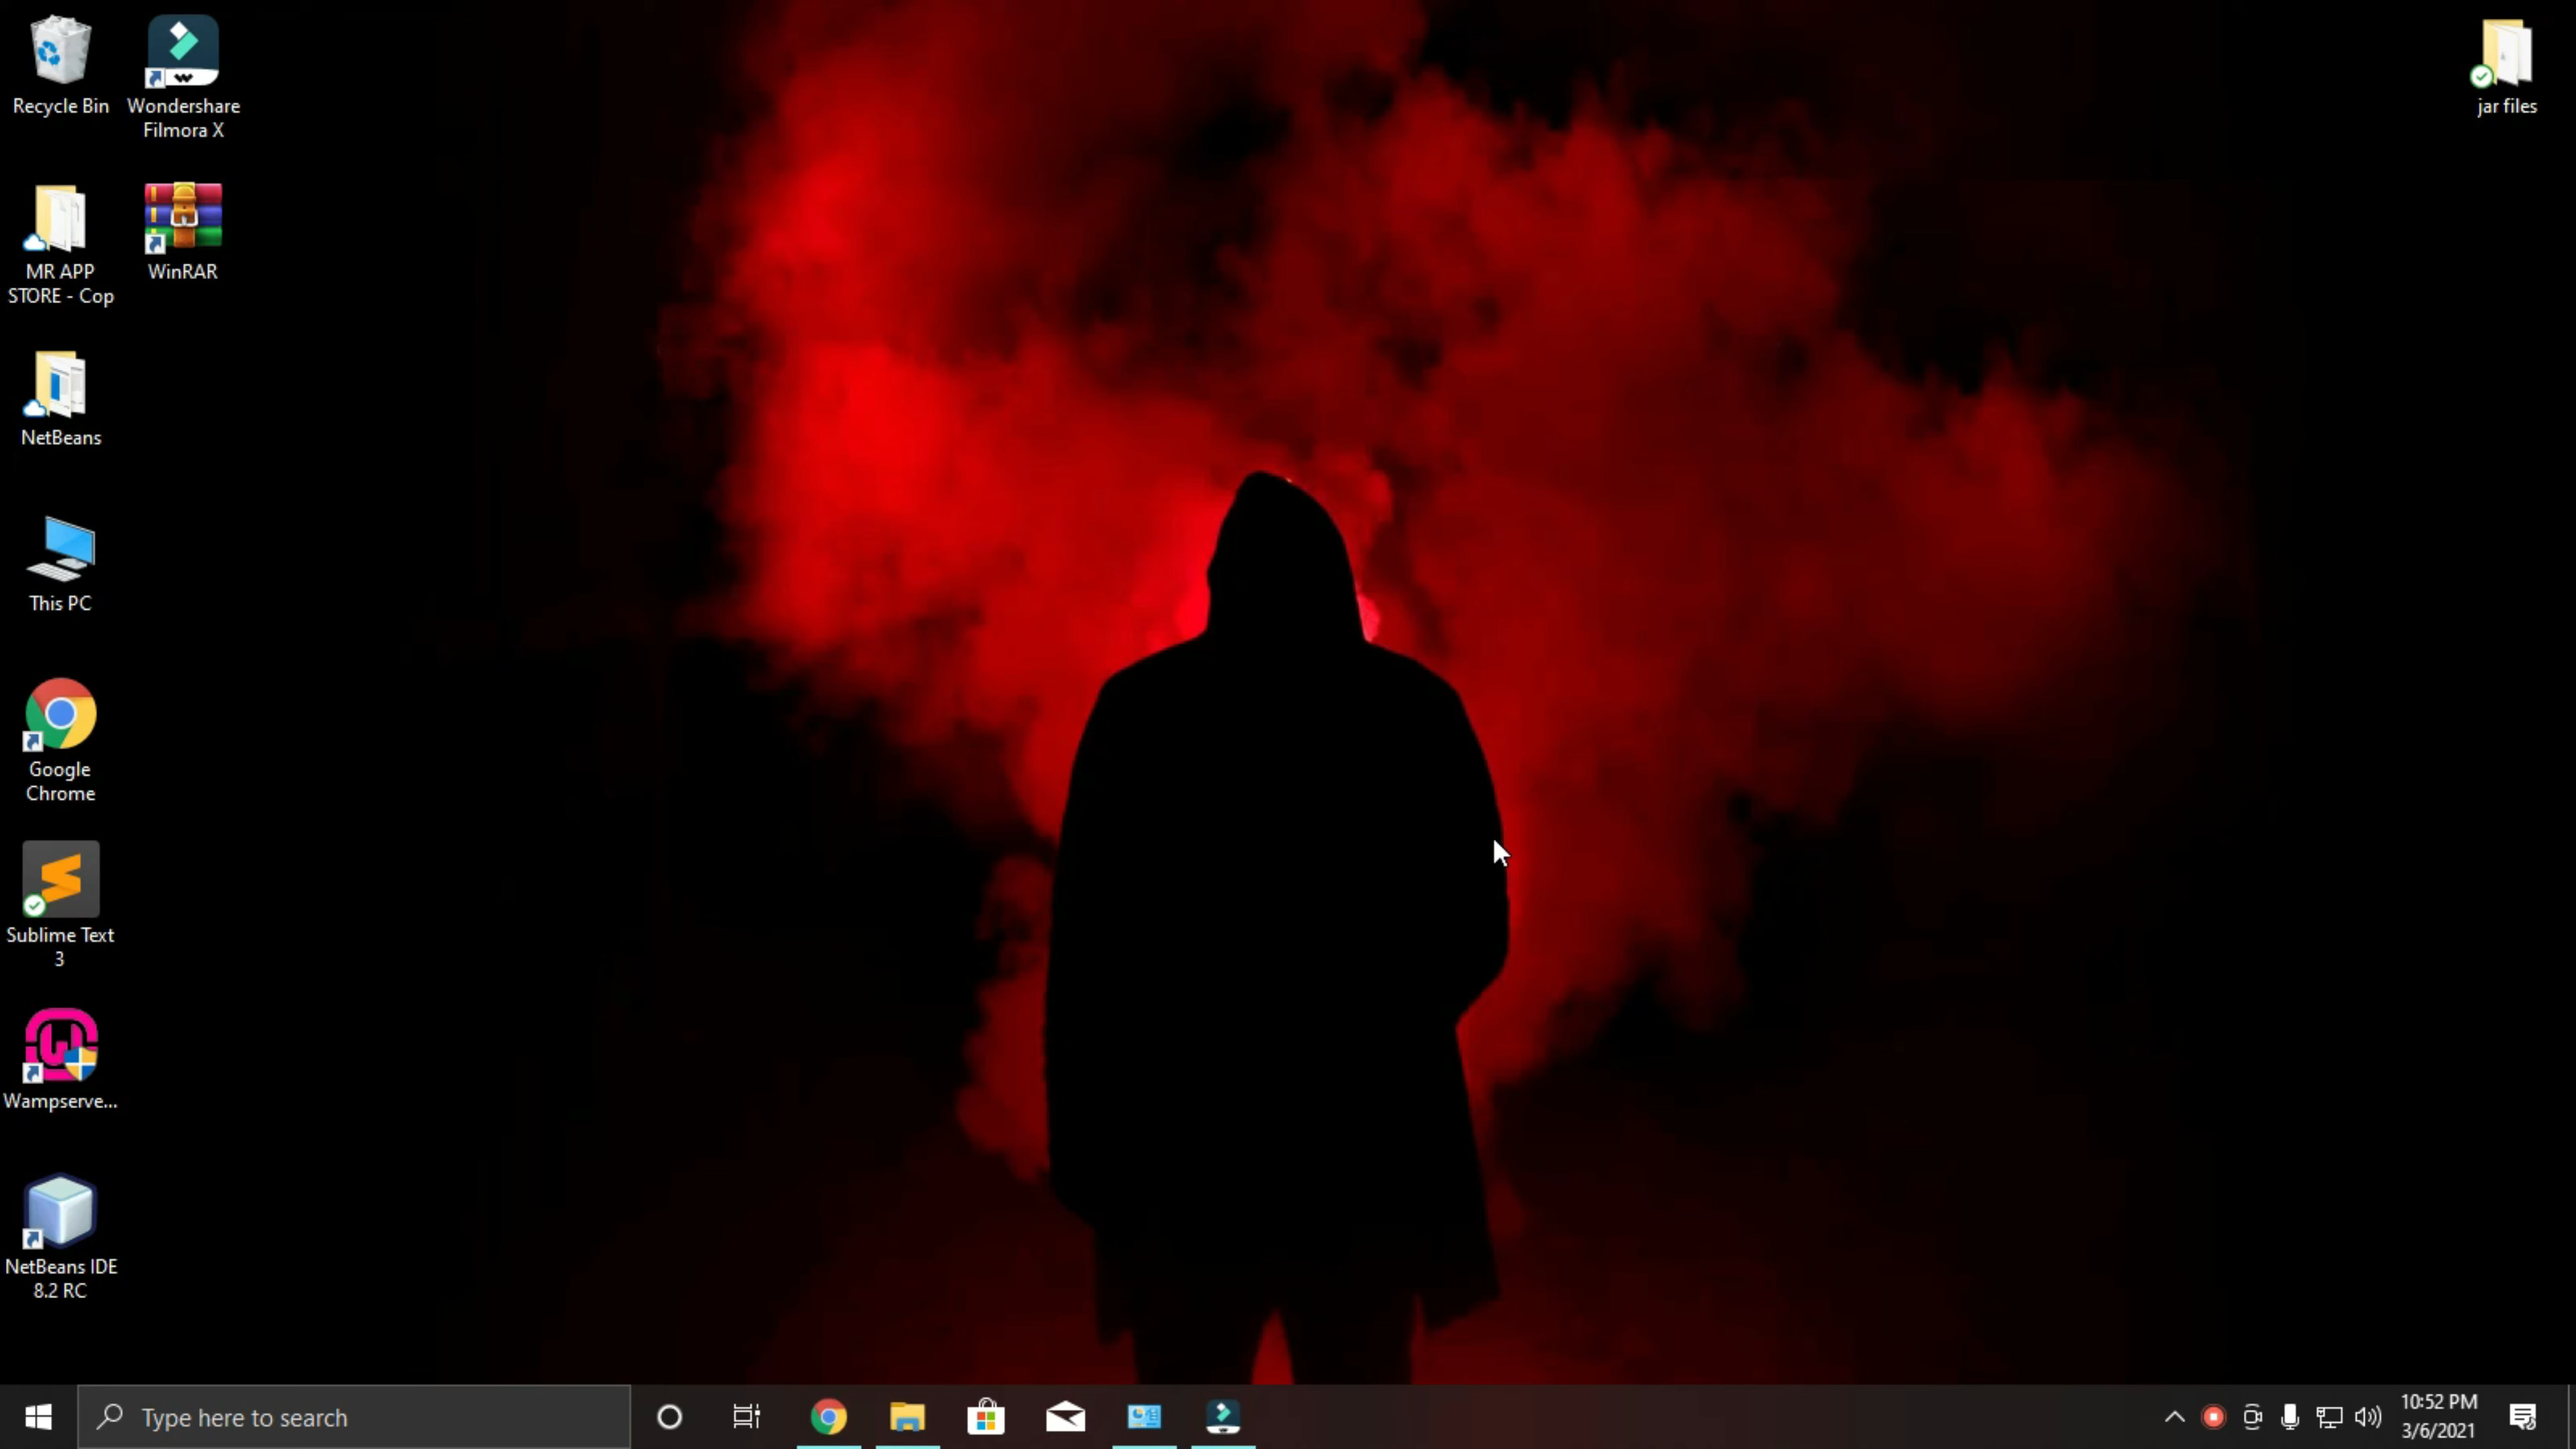 Recycle Bin
Wondershare
Filmora X
jar files
MR APP
STORE - Cop
WinRAR
NetBeans
This PC
Google
Chrome
Sublime Text
3
Wampserve...
NetBeans IDE
8.2 RC
Type here to search
10:52 PM
3/6/2021